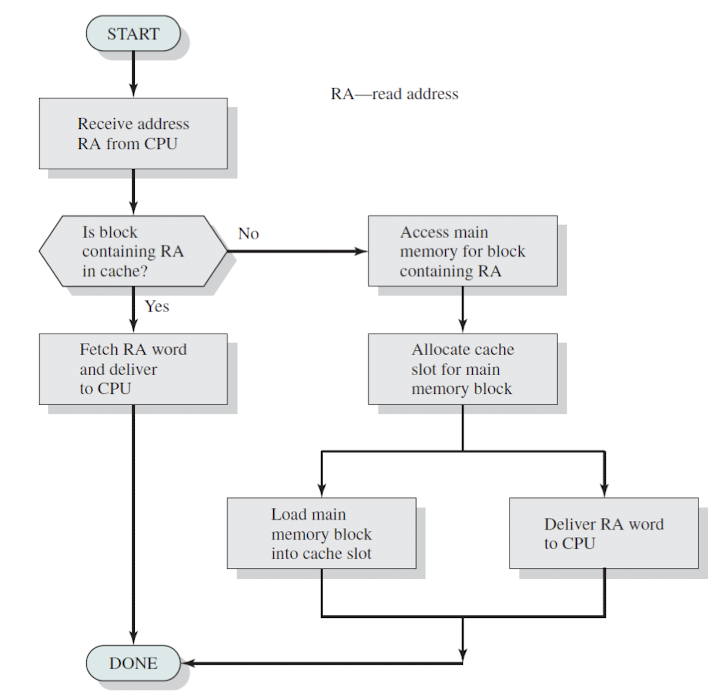 START
RA—read address
Receive address
RA from CPU
Is block
containing RA
in cache?
No
Access main
memory for block
containing RA
Yes
Fetch RA word
and deliver
to CPU
Allocate cache
slot for main
memory block
Load main
memory block
into cache slot
Deliver RA word
to CPU
DONE